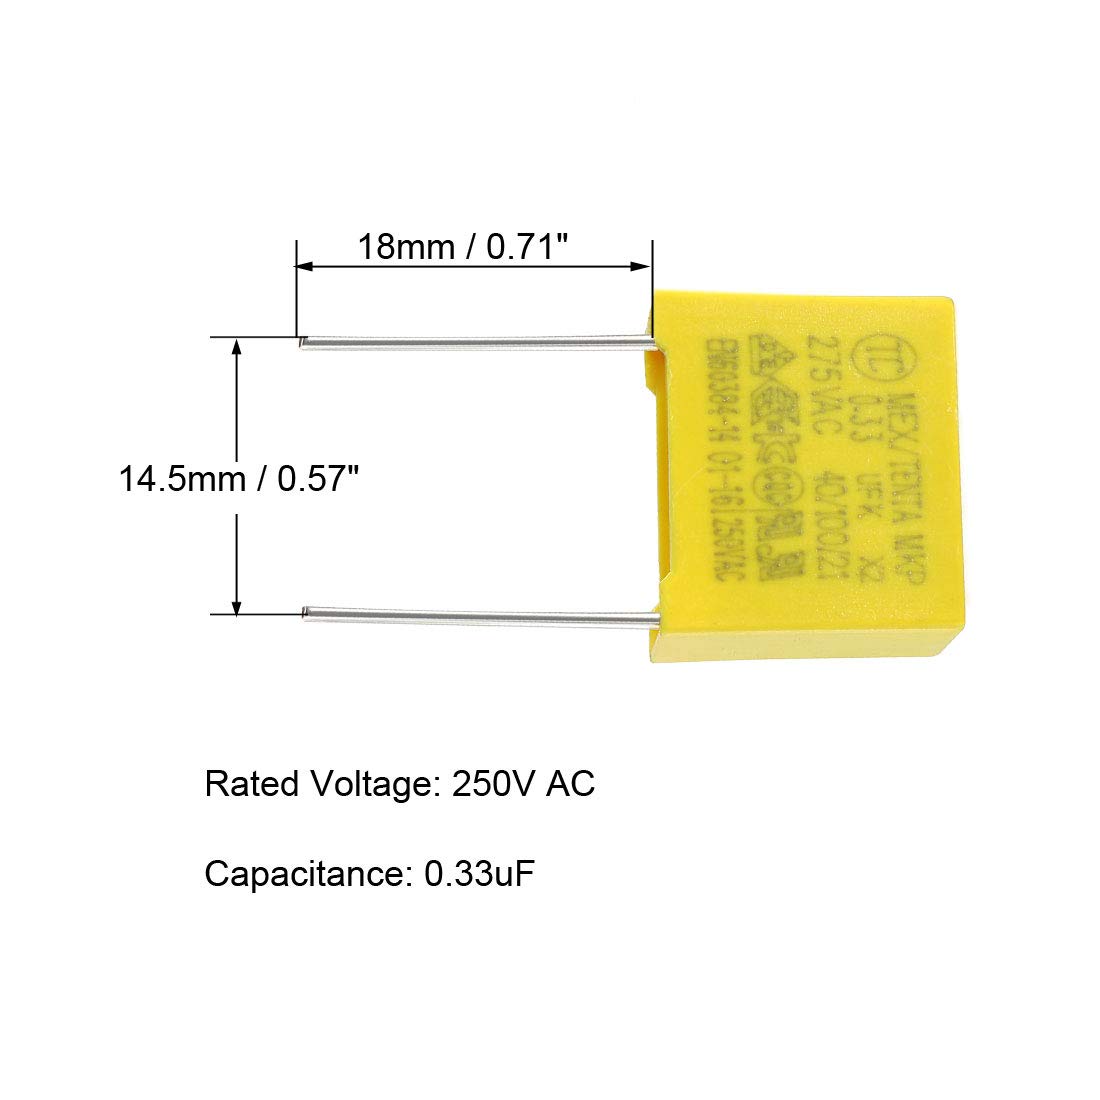 18mm / 0.71"
14.5mm / 0.57"
TC MEX/TENTA MKP
0.33 uFK X2
275VAC 40/100/21
EN60384-14 01-16 250VAC
Rated Voltage: 250V AC
Capacitance: 0.33uF